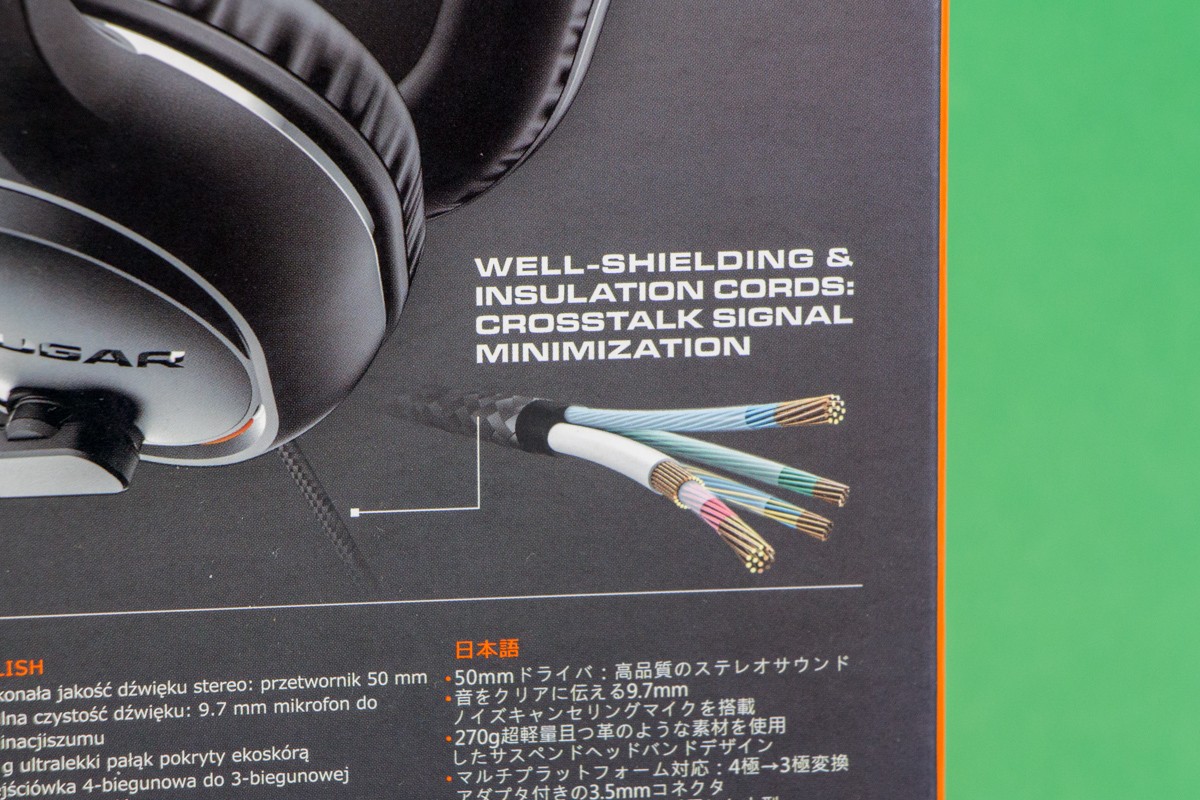 WELL-SHIELDING &
INSULATION CORDS:
CROSSTALK SIGNAL
MINIMIZATION
UGAR
LISH
konała jakość dźwięku stereo: przetwornik 50 mm
lna czystość dźwięku: 9.7 mm mikrofon do
inacjiszumu
g ultralekki pałąk pokryty ekoskórą
ejściówka 4-biegunowa do 3-biegunowej
日本語
•50mmドライバ：高品質のステレオサウンド
•音をクリアに伝える9.7mm
ノイズキャンセリングマイクを搭載
•270g超軽量且つ革のような素材を使用
したサスペンドヘッドバンドデザイン
•マルチプラットフォーム対応：4極→3極変換
アダプタ付きの3.5mmコネクタ